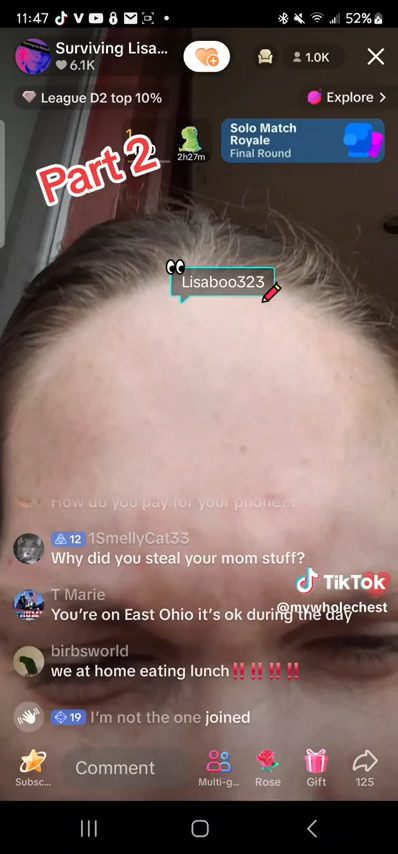 11:47
52%
Surviving Lisa...
6.1K
1.0K
League D2 top 10%
Explore >
Part 2
2h27m
Solo Match
Royale
Final Round
Lisaboo323
How do you pay for your phone??
12 1SmellyCat33
Why did you steal your mom stuff?
TikTok
@mywholechest
T Marie
You're on East Ohio it's ok during the day
birbsworld
we at home eating lunch‼️‼️‼️‼️
19 I'm not the one joined
Subsc...
Comment
Multi-g...
Rose
Gift
125